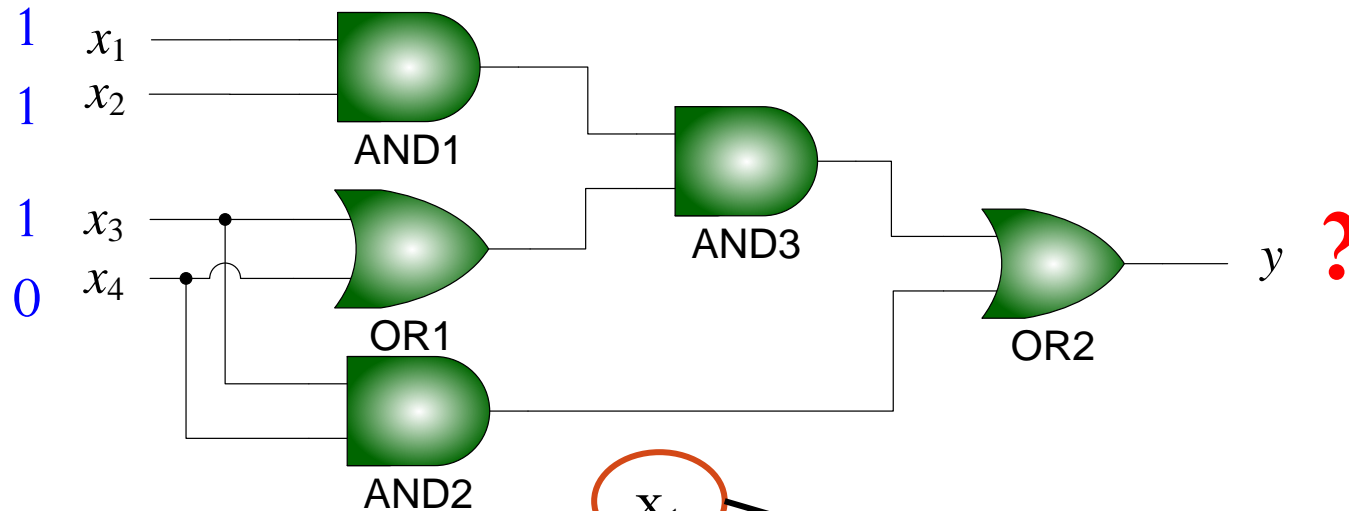 1 x₁
1 x₂
AND1
1 x₃
0 x₄
OR1
AND2
AND3
OR2
y ?